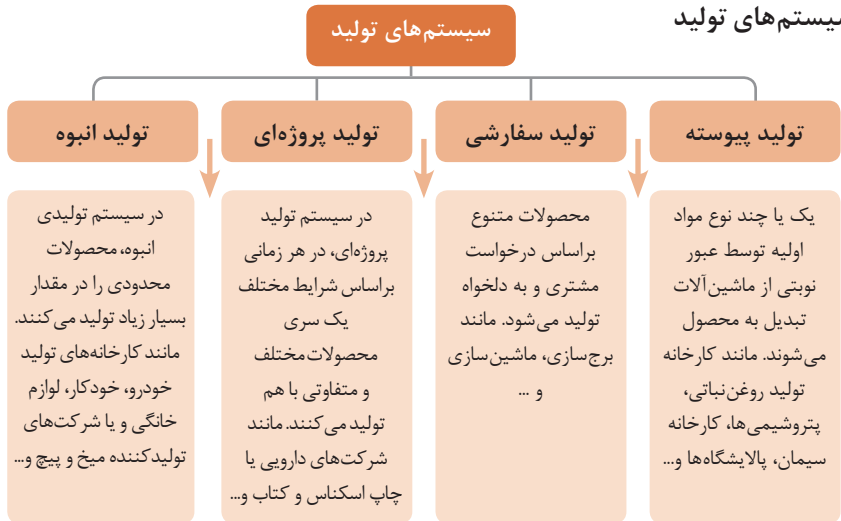 سیستم‌های تولید
سیستم‌های تولید
تولید پیوسته
یک یا چند نوع مواد
اولیه توسط عبور
نوبتی از ماشین‌آلات
تبدیل به محصول
می‌شوند. مانند کارخانه
تولید روغن‌نباتی،
پتروشیمی‌ها، کارخانه
سیمان، پالایشگاه‌ها و...
تولید سفارشی
محصولات متنوع
براساس درخواست
مشتری و به دلخواه
تولید می‌شود. مانند
برج‌سازی، ماشین‌سازی
و ...
تولید پروژه‌ای
در سیستم تولید
پروژه‌ای، در هر زمانی
براساس شرایط مختلف
یک سری
محصولات‌مختلف
و متفاوتی با هم
تولید می‌کنند. مانند
شرکت‌های دارویی یا
چاپ اسکناس و کتاب و...
تولید انبوه
در سیستم تولیدی
انبوه، محصولات
محدودی را در مقدار
بسیار زیاد تولید می‌کنند.
مانند کارخانه‌های تولید
خودرو، خودکار، لوازم
خانگی و یا شرکت‌های
تولیدکننده میخ و پیچ و...